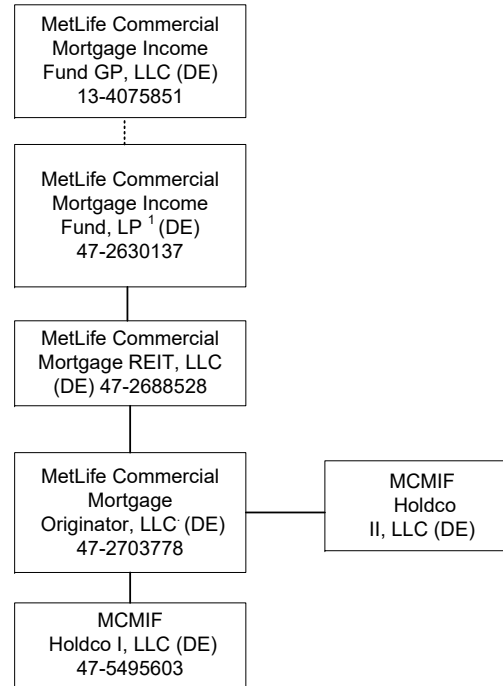 MetLife Commercial
Mortgage Income
Fund GP, LLC (DE)
13-4075851
MetLife Commercial
Mortgage Income
Fund, LP 1 (DE)
47-2630137
MetLife Commercial
Mortgage REIT, LLC
(DE) 47-2688528
MetLife Commercial
Mortgage
Originator, LLC (DE)
47-2703778
MCMIF
Holdco
II, LLC (DE)
MCMIF
Holdco I, LLC (DE)
47-5495603